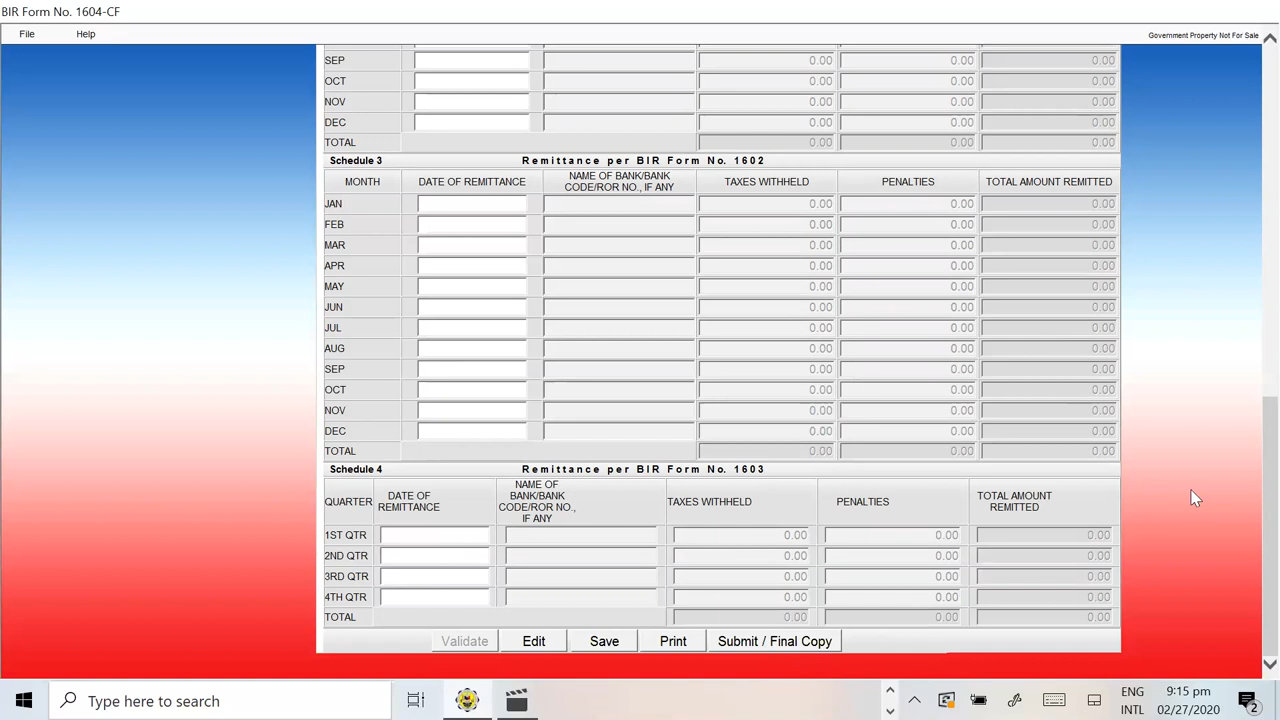 BIR Form No. 1604-CF
File Help Government Property Not For Sale
SEP 0.00 0.00 0.00
OCT 0.00 0.00 0.00
NOV 0.00 0.00 0.00
DEC 0.00 0.00 0.00
TOTAL 0.00 0.00 0.00
Schedule 3 Remittance per BIR Form No. 1602
MONTH DATE OF REMITTANCE NAME OF BANK/BANK CODE/ROR NO., IF ANY TAXES WITHHELD PENALTIES TOTAL AMOUNT REMITTED
JAN 0.00 0.00 0.00
FEB 0.00 0.00 0.00
MAR 0.00 0.00 0.00
APR 0.00 0.00 0.00
MAY 0.00 0.00 0.00
JUN 0.00 0.00 0.00
JUL 0.00 0.00 0.00
AUG 0.00 0.00 0.00
SEP 0.00 0.00 0.00
OCT 0.00 0.00 0.00
NOV 0.00 0.00 0.00
DEC 0.00 0.00 0.00
TOTAL 0.00 0.00 0.00
Schedule 4 Remittance per BIR Form No. 1603
QUARTER DATE OF REMITTANCE NAME OF BANK/BANK CODE/ROR NO., IF ANY TAXES WITHHELD PENALTIES TOTAL AMOUNT REMITTED
1ST QTR 0.00 0.00 0.00
2ND QTR 0.00 0.00 0.00
3RD QTR 0.00 0.00 0.00
4TH QTR 0.00 0.00 0.00
TOTAL 0.00 0.00 0.00
Validate Edit Save Print Submit / Final Copy
Type here to search
ENG
INTL
9:15 pm
02/27/2020
2